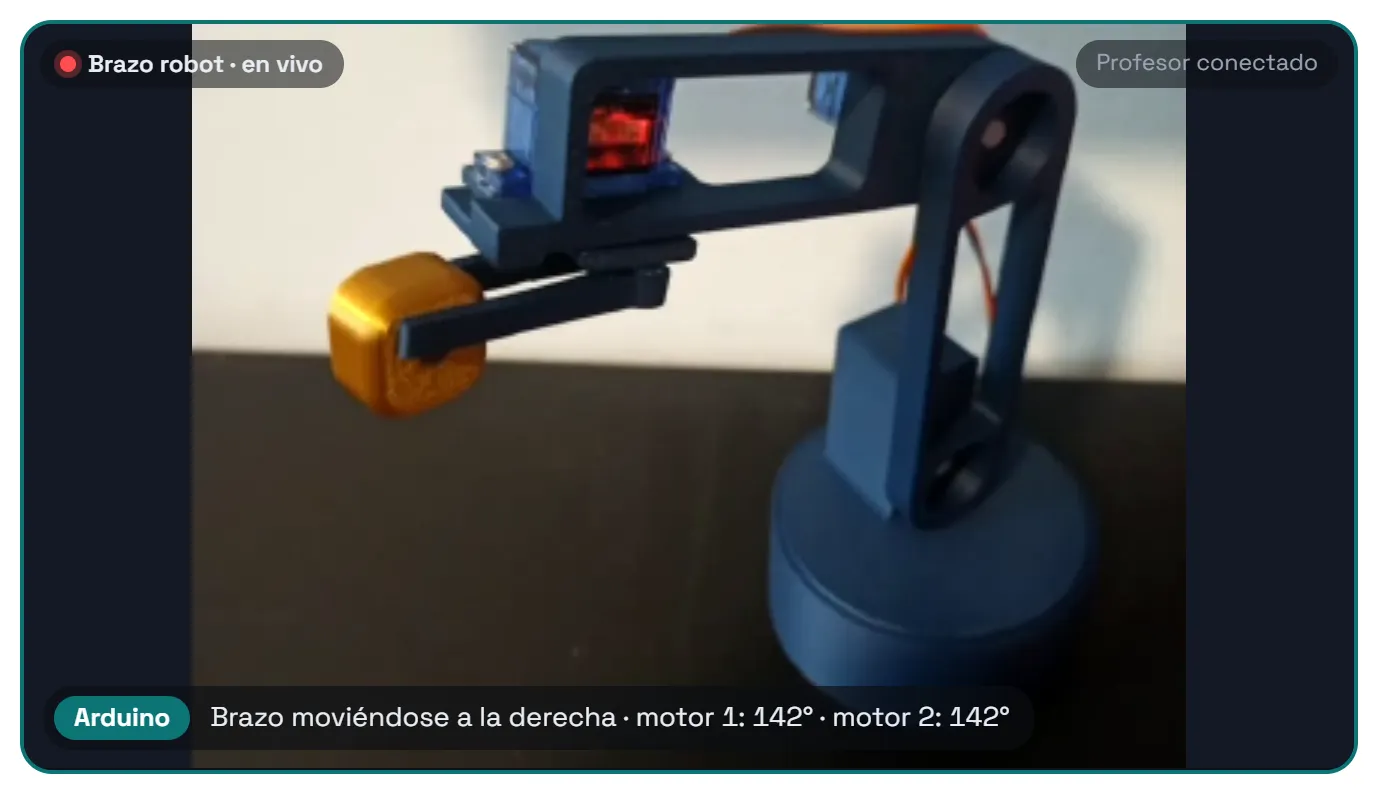 Brazo robot · en vivo
Profesor conectado
Arduino
Brazo moviéndose a la derecha · motor 1: 142° · motor 2: 142°